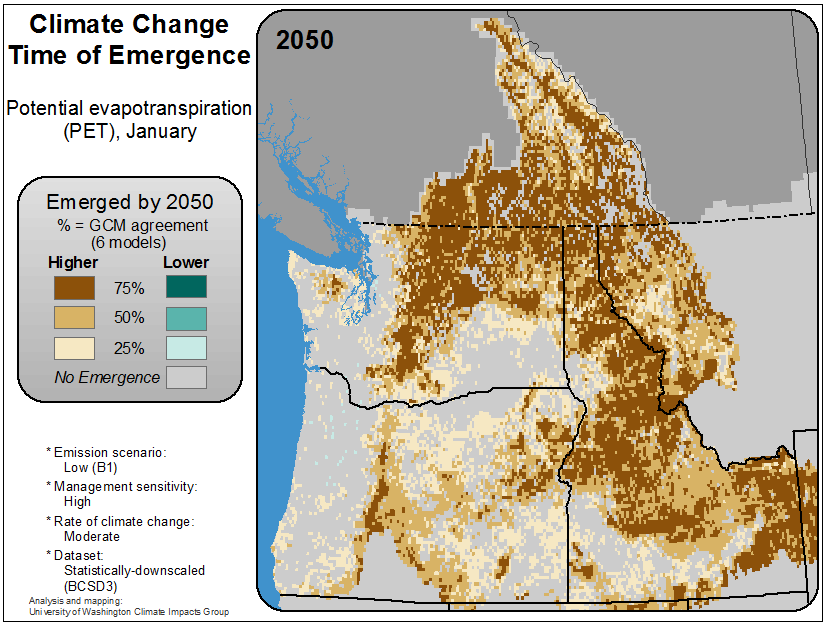 Climate Change
Time of Emergence
2050
Potential evapotranspiration
(PET), January
Emerged by 2050
% = GCM agreement
(6 models)
Higher Lower
75%
50%
25%
No Emergence
* Emission scenario:
Low (B1)
* Management sensitivity:
High
* Rate of climate change:
Moderate
* Dataset:
Statistically-downscaled
(BCSD3)
Analysis and mapping:
University of Washington Climate Impacts Group